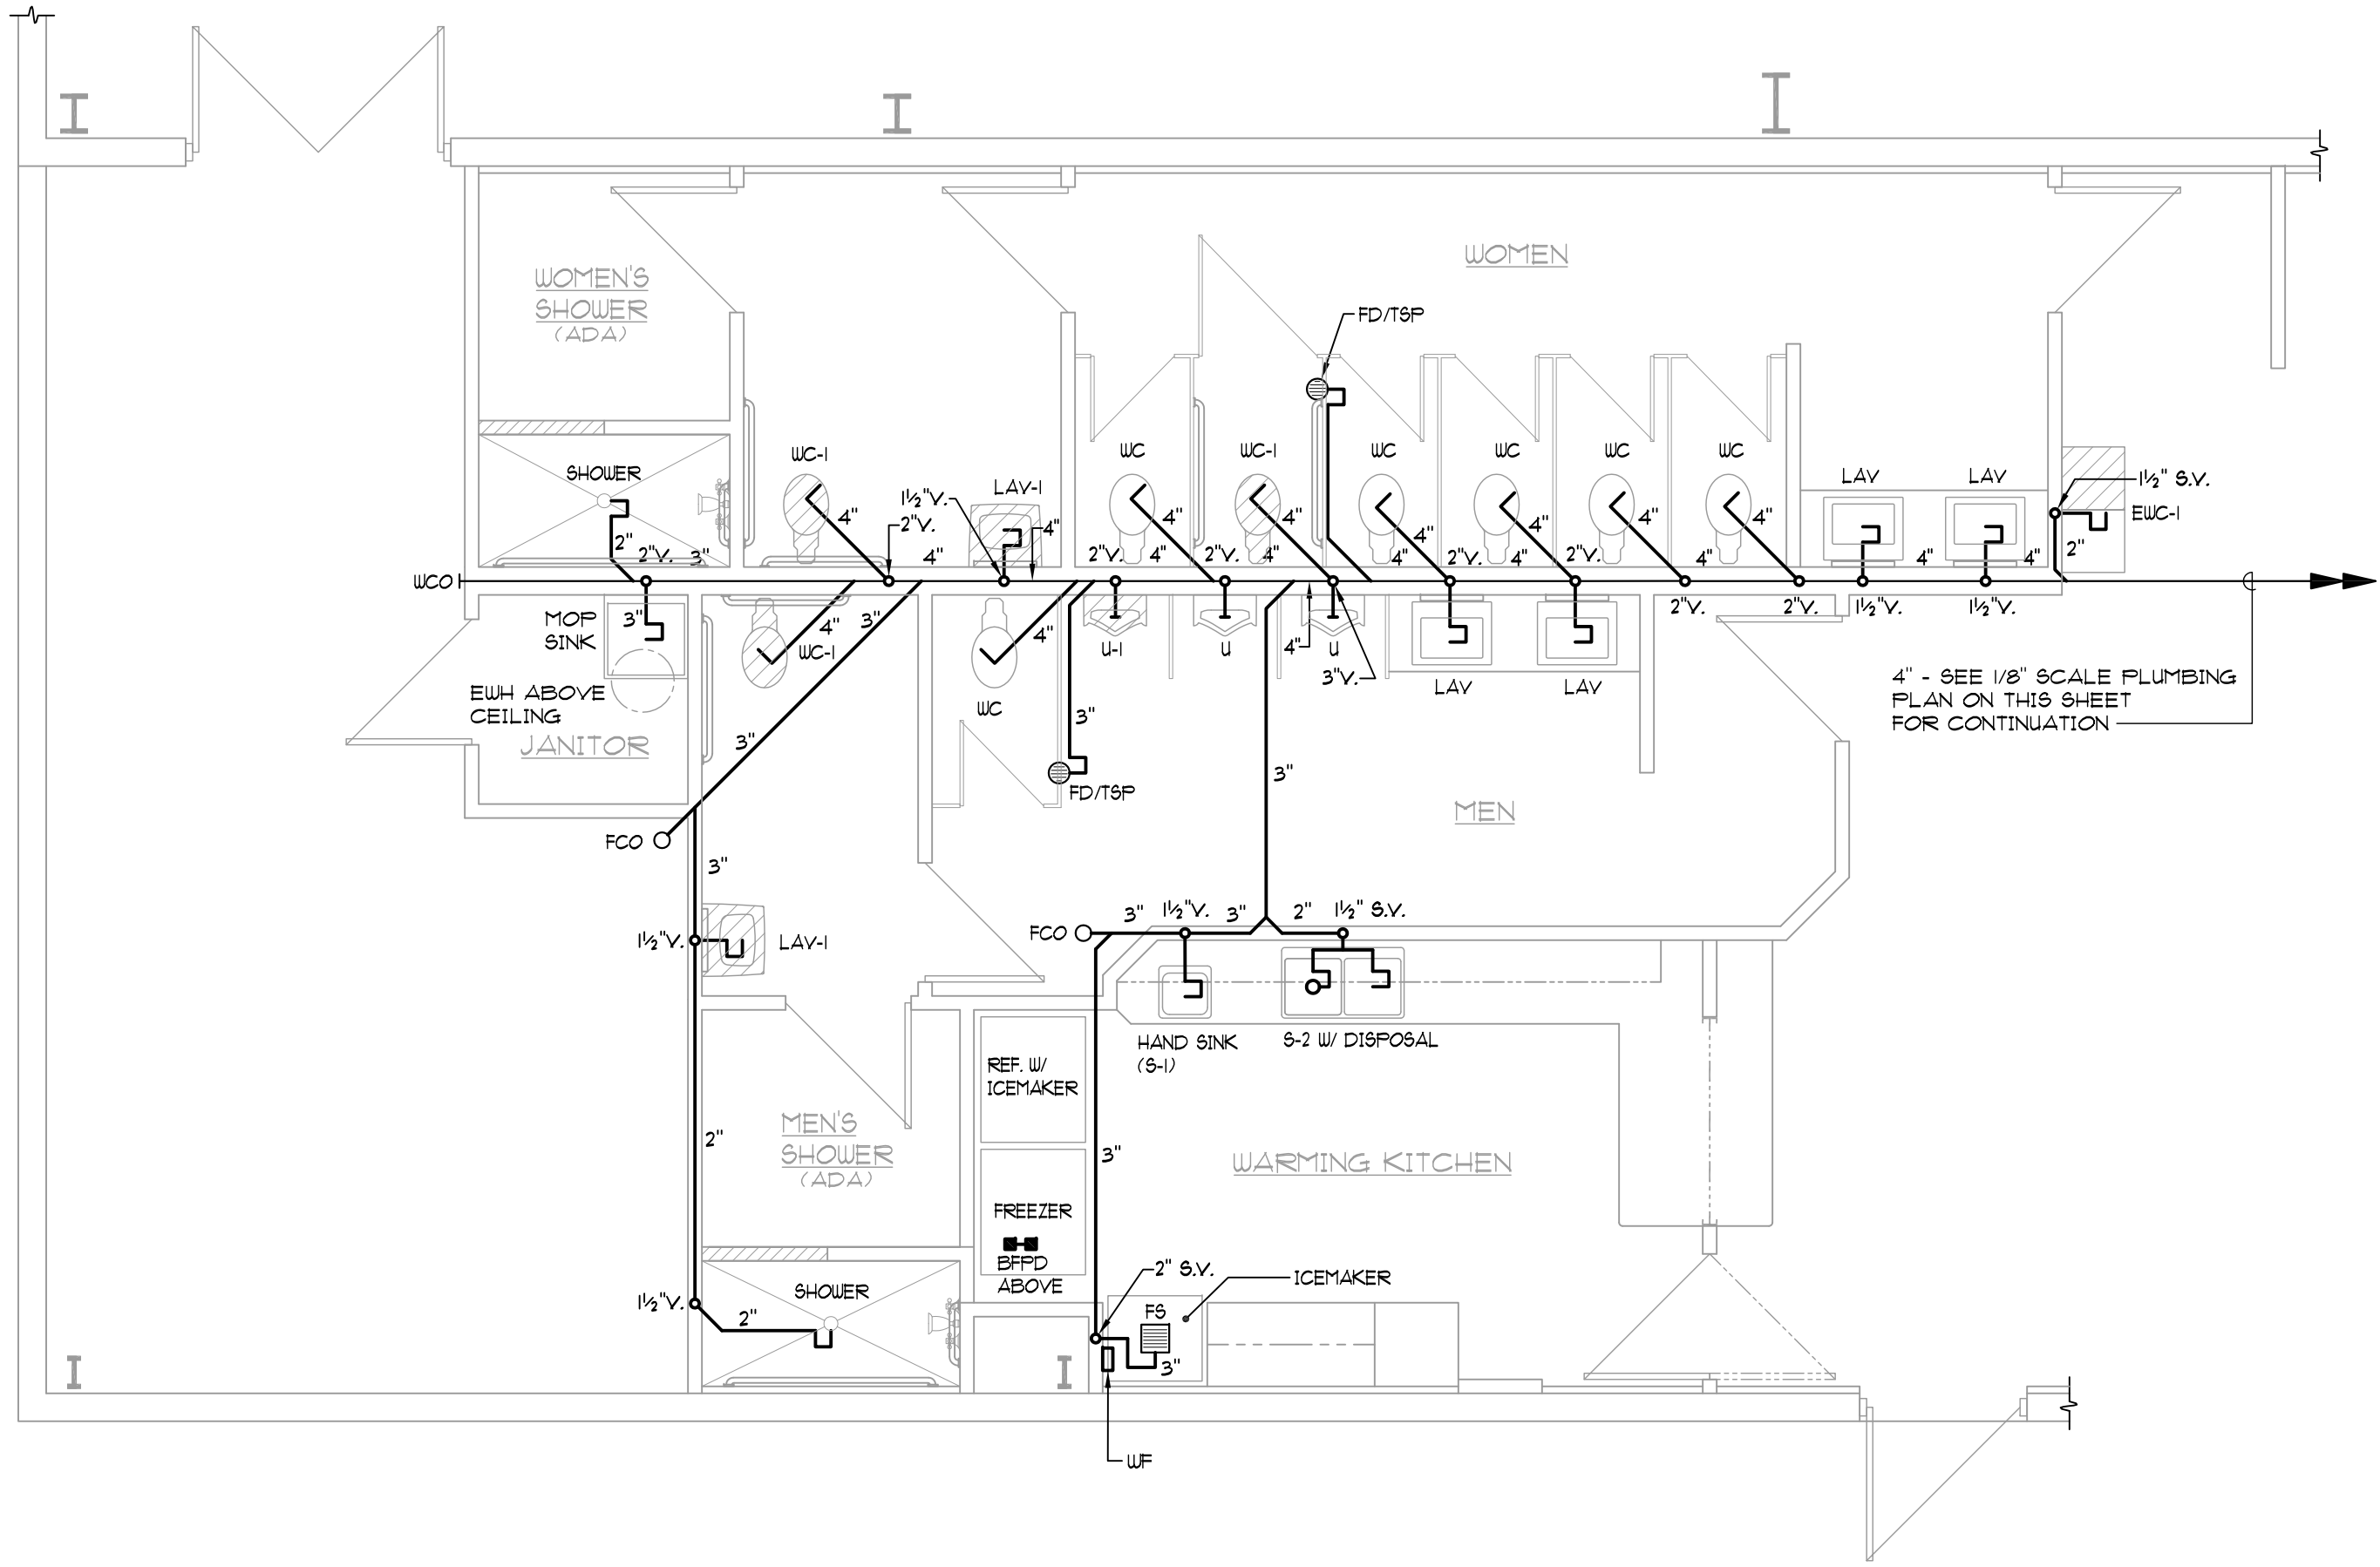 WOMEN
WOMEN'S
SHOWER
(ADA)
FD/TSP
SHOWER
WC-1
LAV-1
1½"V.
2"V.
4"
4"
4"
WC
WC-1
WC
WC
WC
WC
LAV
LAV
1½" S.V.
EWC-1
2"
2"
2"V.
3"
4"
2"V.
4"
4"
2"V.
4"
4"
4"
2"V.
4"
4"
2"V.
4"
4"
4"
4"
4"
WCO
MOP
SINK
3"
4"
3"
WC-1
4"
U-1
U
4"
U
3"V.
2"V.
2"V.
1½"V.
1½"V.
EWH ABOVE
CEILING
JANITOR
WC
3"
3"
LAV
LAV
4" - SEE 1/8" SCALE PLUMBING
PLAN ON THIS SHEET
FOR CONTINUATION
FD/TSP
3"
MEN
FCO
3"
1½"V.
LAV-1
FCO
3"
1½"V.
3"
2"
1½" S.V.
HAND SINK
(S-1)
S-2 W/ DISPOSAL
REF. W/
ICEMAKER
MEN'S
SHOWER
(ADA)
2"
3"
WARMING KITCHEN
FREEZER
BFPD
ABOVE
2" S.V.
ICEMAKER
SHOWER
1½"V.
2"
FS
3"
WF